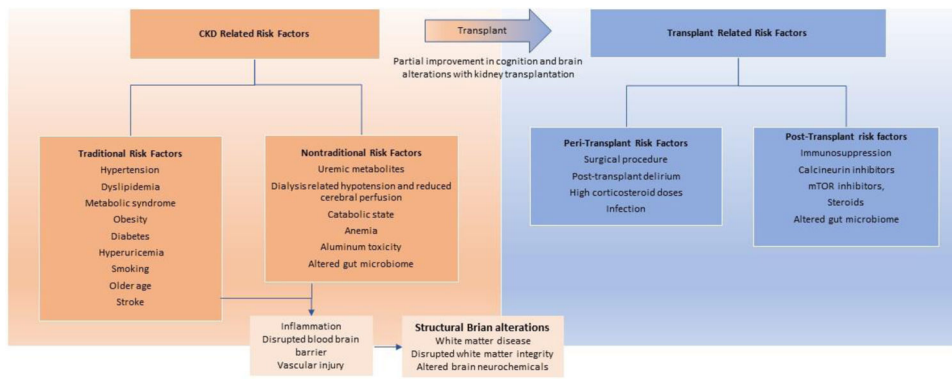 CKD Related Risk Factors
Transplant
Partial improvement in cognition and brain
alterations with kidney transplantation
Transplant Related Risk Factors
Traditional Risk Factors
Hypertension
Dyslipidemia
Metabolic syndrome
Obesity
Diabetes
Hyperuricemia
Smoking
Older age
Stroke
Nontraditional Risk Factors
Uremic metabolites
Dialysis related hypotension and reduced
cerebral perfusion
Catabolic state
Anemia
Aluminum toxicity
Altered gut microbiome
Peri-Transplant Risk Factors
Surgical procedure
Post-transplant delirium
High corticosteroid doses
Infection
Post-Transplant risk factors
Immunosuppression
Calcineurin inhibitors
mTOR inhibitors,
Steroids
Altered gut microbiome
Inflammation
Disrupted blood brain
barrier
Vascular injury
Structural Brian alterations
White matter disease
Disrupted white matter integrity
Altered brain neurochemicals